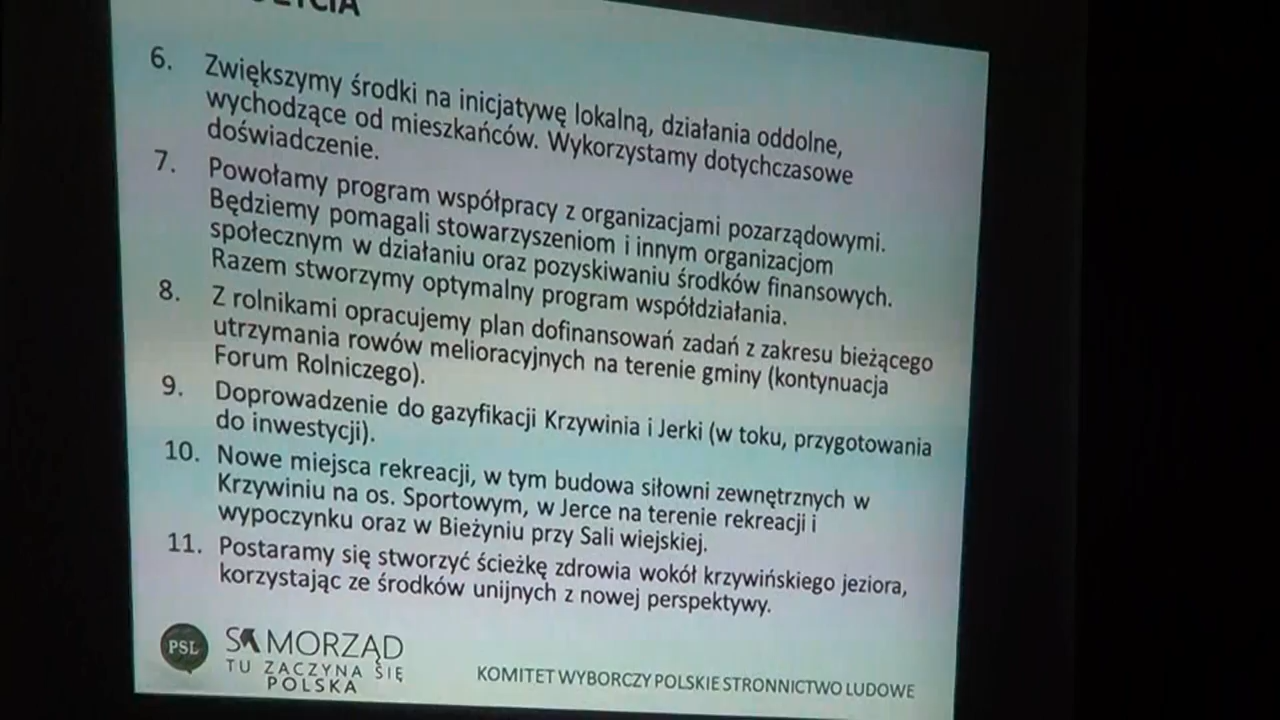 6. Zwiększymy środki na inicjatywę lokalną, działania oddolne,
wychodzące od mieszkańców. Wykorzystamy dotychczasowe
doświadczenie.
7. Powołamy program współpracy z organizacjami pozarządowymi.
Będziemy pomagali stowarzyszeniom i innym organizacjom
społecznym w działaniu oraz pozyskiwaniu środków finansowych.
Razem stworzymy optymalny program współdziałania.
8. Z rolnikami opracujemy plan dofinansowań zadań z zakresu bieżącego
utrzymania rowów melioracyjnych na terenie gminy (kontynuacja
Forum Rolniczego).
9. Doprowadzenie do gazyfikacji Krzywinia i Jerki (w toku, przygotowania
do inwestycji).
10. Nowe miejsca rekreacji, w tym budowa siłowni zewnętrznych w
Krzywiniu na os. Sportowym, w Jerce na terenie rekreacji i
wypoczynku oraz w Bieżyniu przy Sali wiejskiej.
11. Postaramy się stworzyć ścieżkę zdrowia wokół krzywińskiego jeziora,
korzystając ze środków unijnych z nowej perspektywy.
PSL
SAMORZĄD
TU ZACZYNA SIĘ
POLSKA
KOMITET WYBORCZY POLSKIE STRONNICTWO LUDOWE